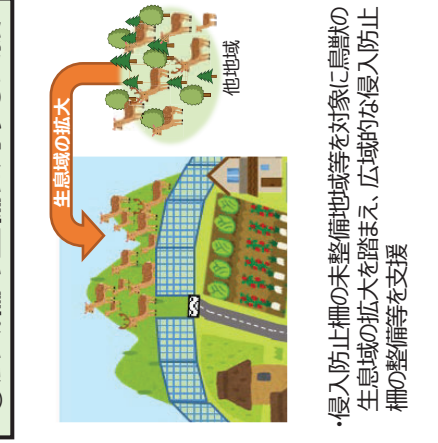 生息域の拡大
他地域
・侵入防止柵の未整備地域等を対象に鳥獣の
生息域の拡大を踏まえ、広域的な侵入防止
柵の整備等を支援